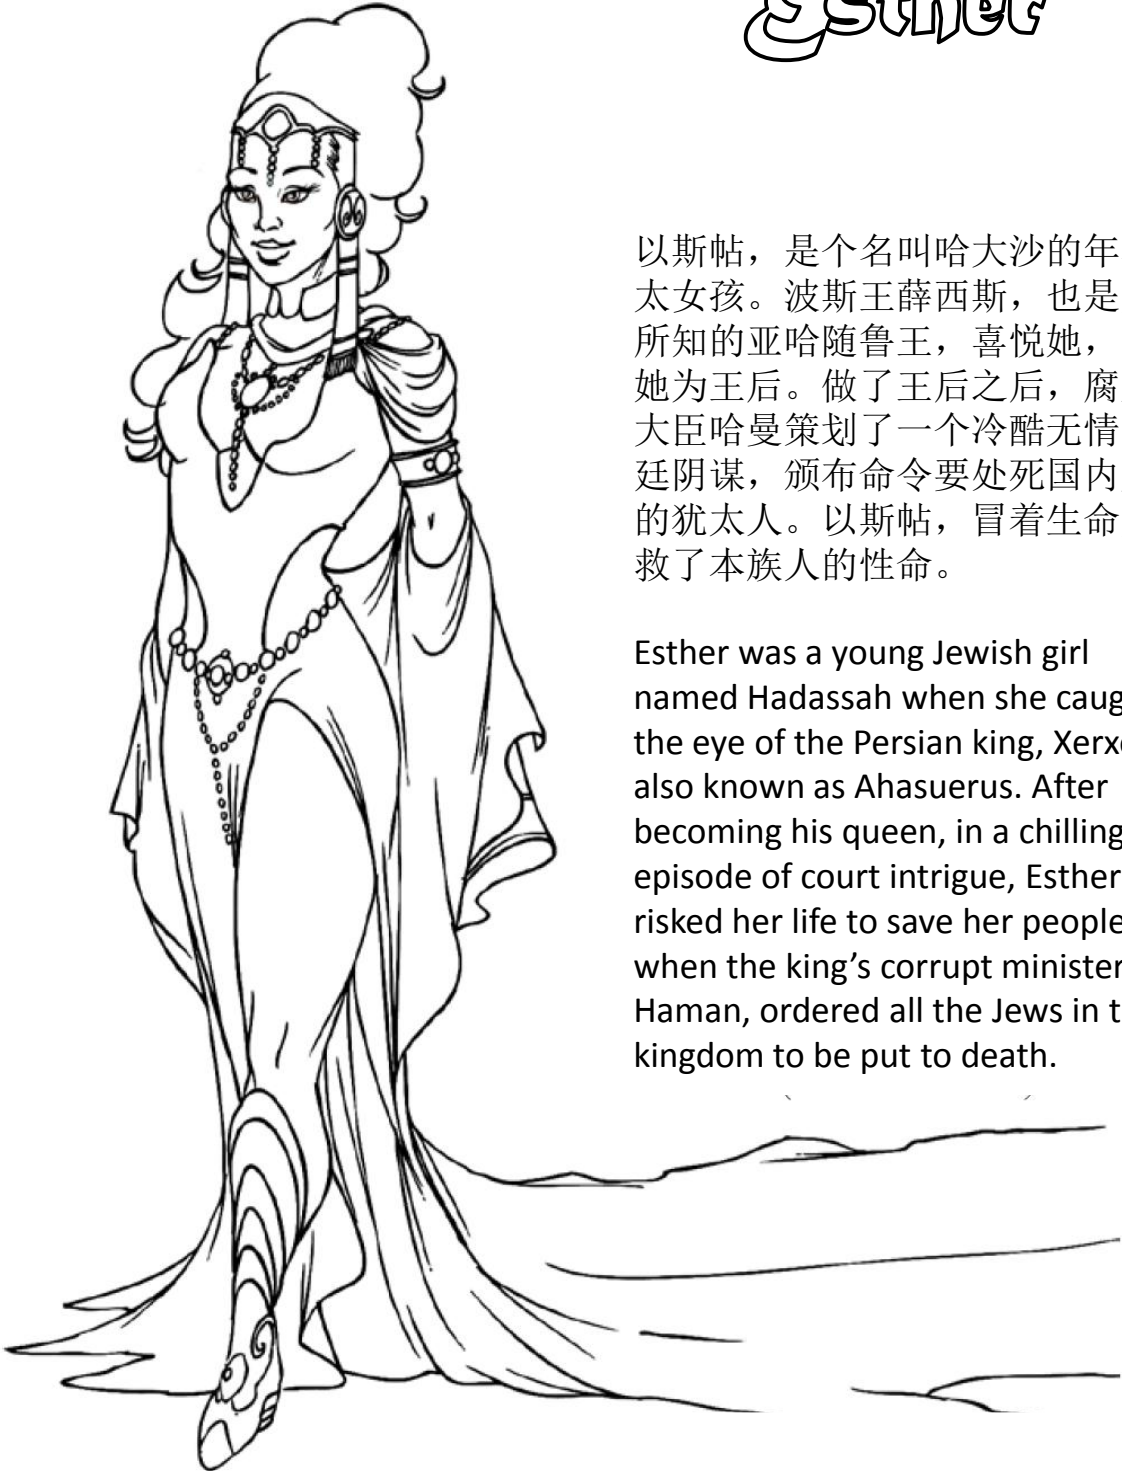 Esther
以斯帖，是个名叫哈大沙的年
太女孩。波斯王薛西斯，也是
所知的亚哈随鲁王，喜悦她，
她为王后。做了王后之后，腐
大臣哈曼策划了一个冷酷无情
廷阴谋，颁布命令要处死国内
的犹太人。以斯帖，冒着生命
救了本族人的性命。
Esther was a young Jewish girl
named Hadassah when she caug
the eye of the Persian king, Xerx
also known as Ahasuerus. After
becoming his queen, in a chilling
episode of court intrigue, Esther
risked her life to save her people
when the king’s corrupt minister
Haman, ordered all the Jews in t
kingdom to be put to death.